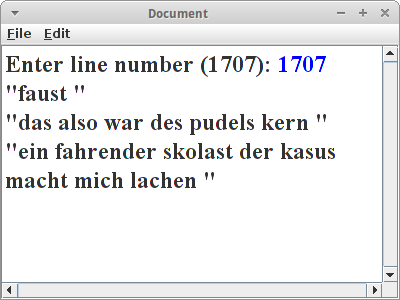 Document
File Edit
Enter line number (1707): 1707
"faust "
"das also war des pudels kern "
"ein fahrender skolast der kasus
macht mich lachen "